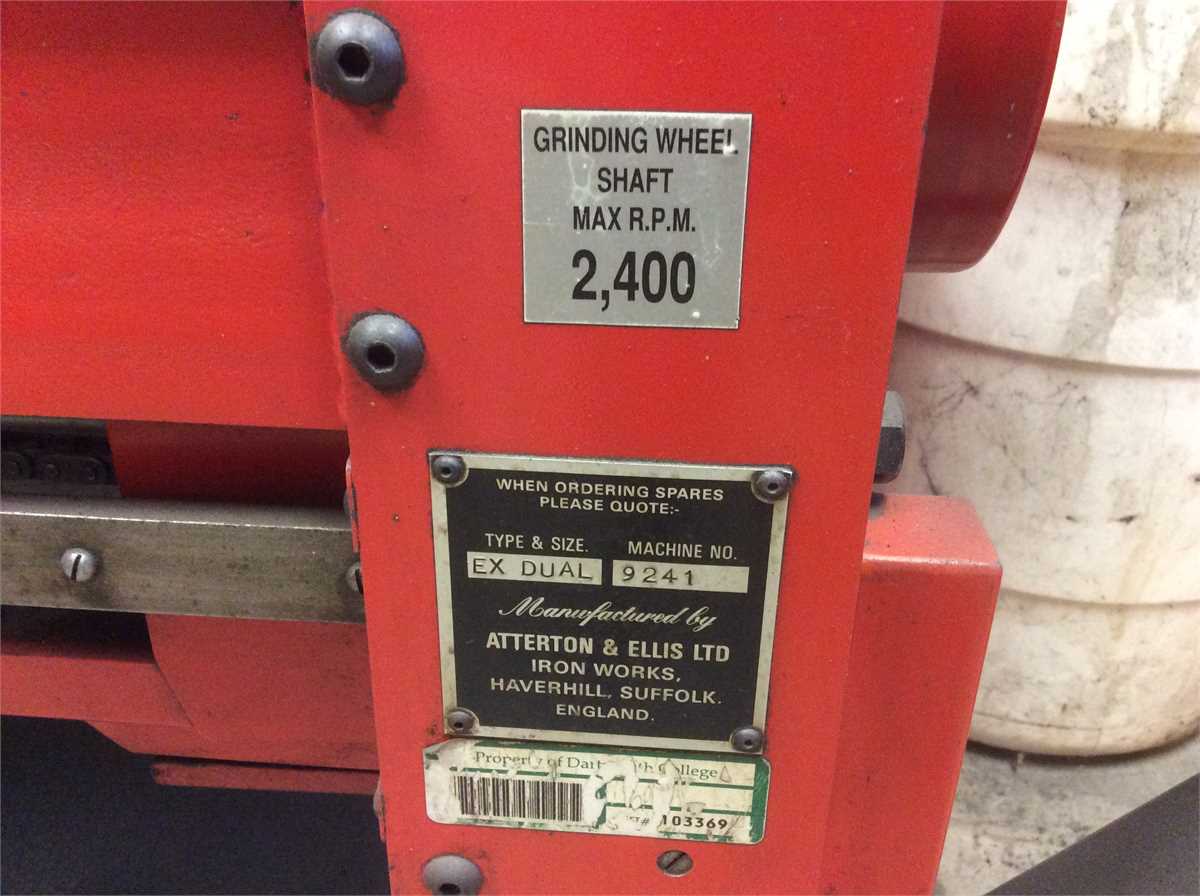 GRINDING WHEEL
SHAFT
MAX R.P.M.
2,400
WHEN ORDERING SPARES
PLEASE QUOTE:-
TYPE & SIZE. MACHINE NO.
EX DUAL 9241
Manufactured by
ATTERTON & ELLIS LTD
IRON WORKS,
HAVERHILL, SUFFOLK.
ENGLAND.
Property of College
103369